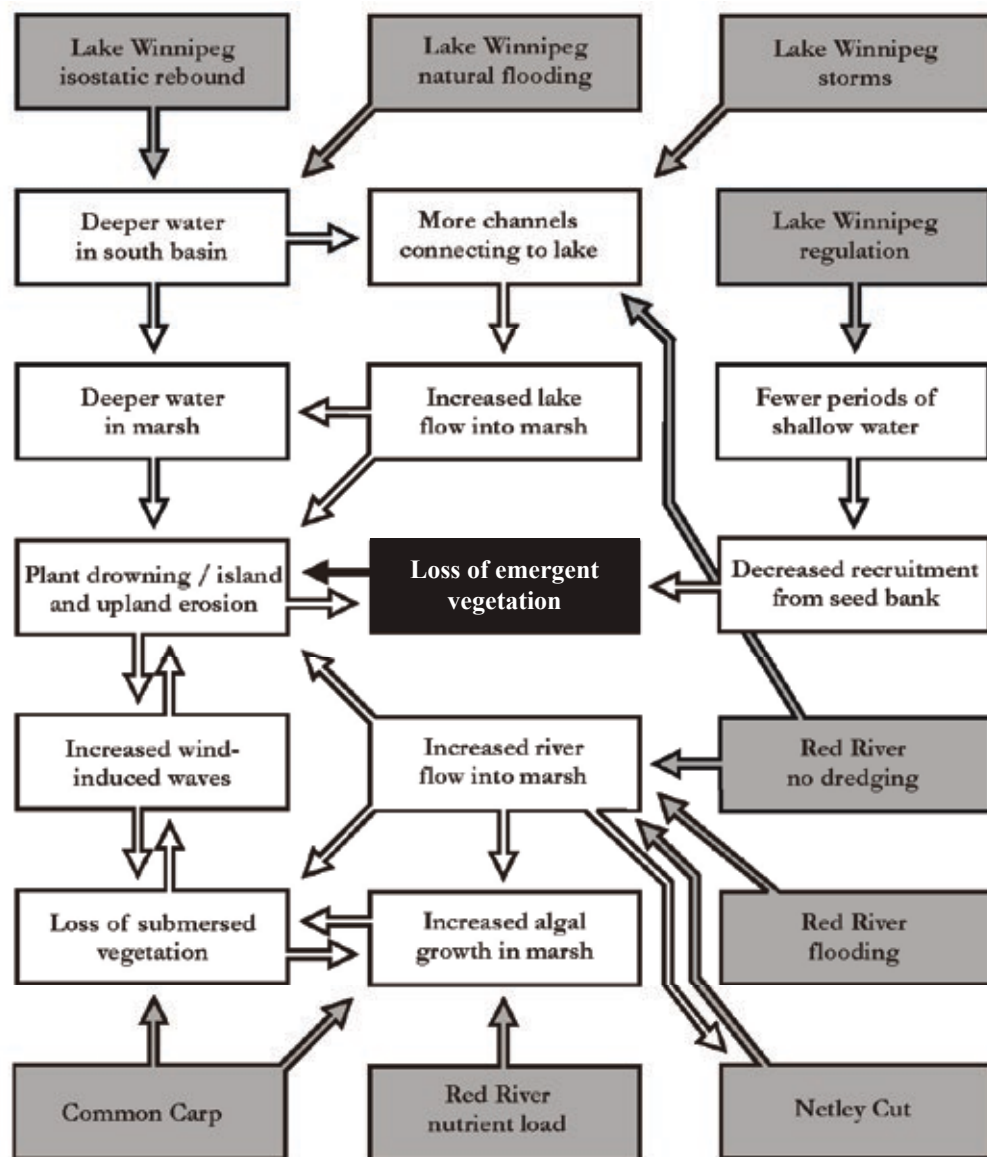 Lake Winnipeg
isostatic rebound
Lake Winnipeg
natural flooding
Lake Winnipeg
storms
Deeper water
in south basin
More channels
connecting to lake
Lake Winnipeg
regulation
Deeper water
in marsh
Increased lake
flow into marsh
Fewer periods of
shallow water
Plant drowning / island
and upland erosion
Loss of emergent
vegetation
Decreased recruitment
from seed bank
Increased wind-
induced waves
Increased river
flow into marsh
Red River
no dredging
Loss of submersed
vegetation
Increased algal
growth in marsh
Red River
flooding
Common Carp
Red River
nutrient load
Netley Cut